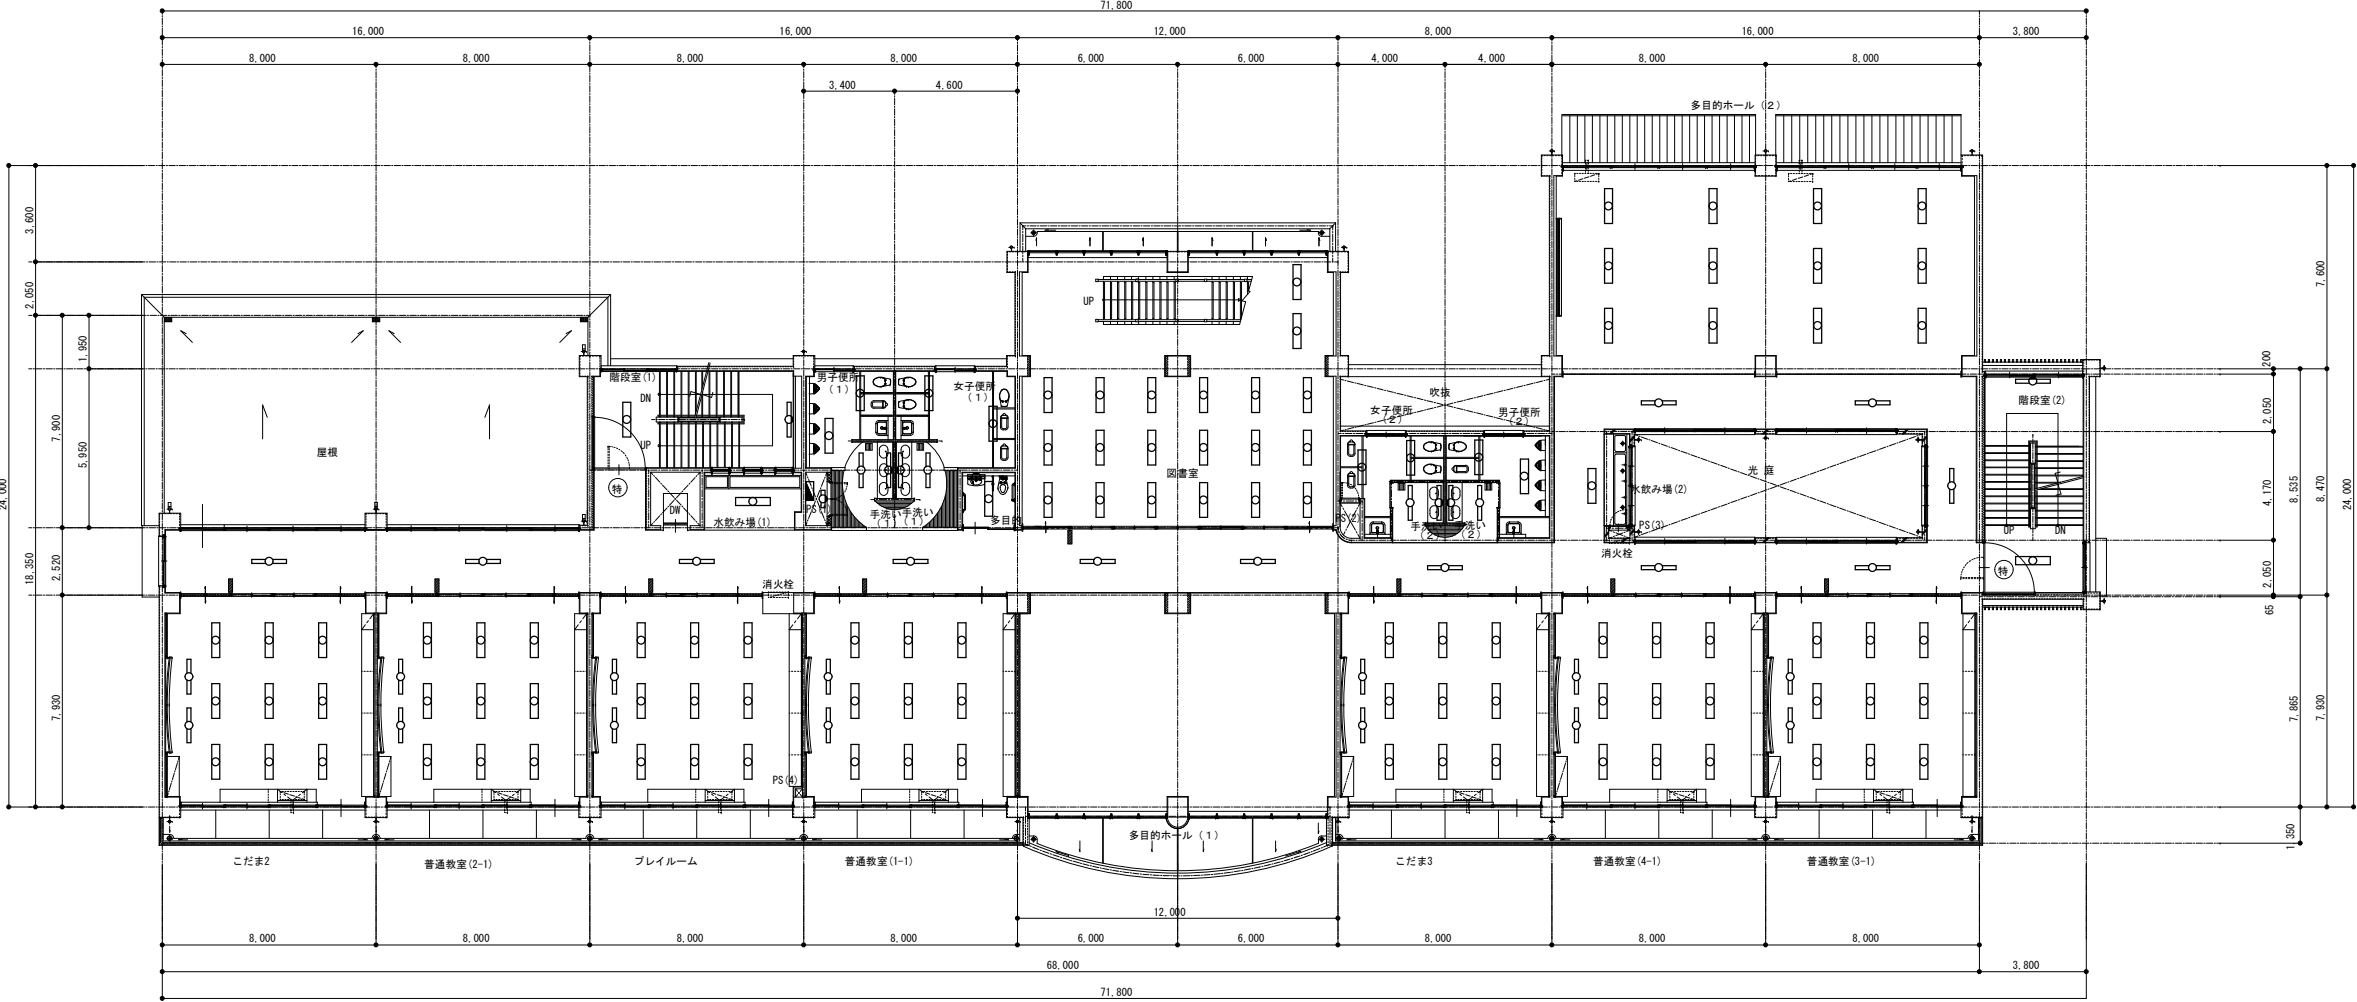 71,800
16,000 16,000 12,000 8,000 16,000 3,800
8,000 8,000 8,000 8,000 6,000 6,000 4,000 4,000 8,000 8,000
3,400 4,600
多目的ホール（2）
3,600
2,050
1,950
7,900
5,950
24,000
18,350
2,520
7,930
7,600
200
2,050
4,170
8,535
8,470
24,000
2,050
65
7,865
7,930
1,350
UP
階段室(1)
DN
UP
男子便所
（1）
女子便所
（1）
吹抜
女子便所
（2）
男子便所
（2）
階段室(2)
屋根
図書室
光 庭
水飲み場(2)
特
DW
水飲み場(1)
手洗い
（1）
手洗い
（1）
多目的
PS(2)
手洗い
（2）
PS(3)
UP DN
消火栓
特
消火栓
PS(4)
多目的ホール（1）
こだま2
普通教室(2-1)
プレイルーム
普通教室(1-1)
こだま3
普通教室(4-1)
普通教室(3-1)
12,000
8,000 8,000 8,000 8,000 6,000 6,000 8,000 8,000 8,000
68,000 3,800
71,800